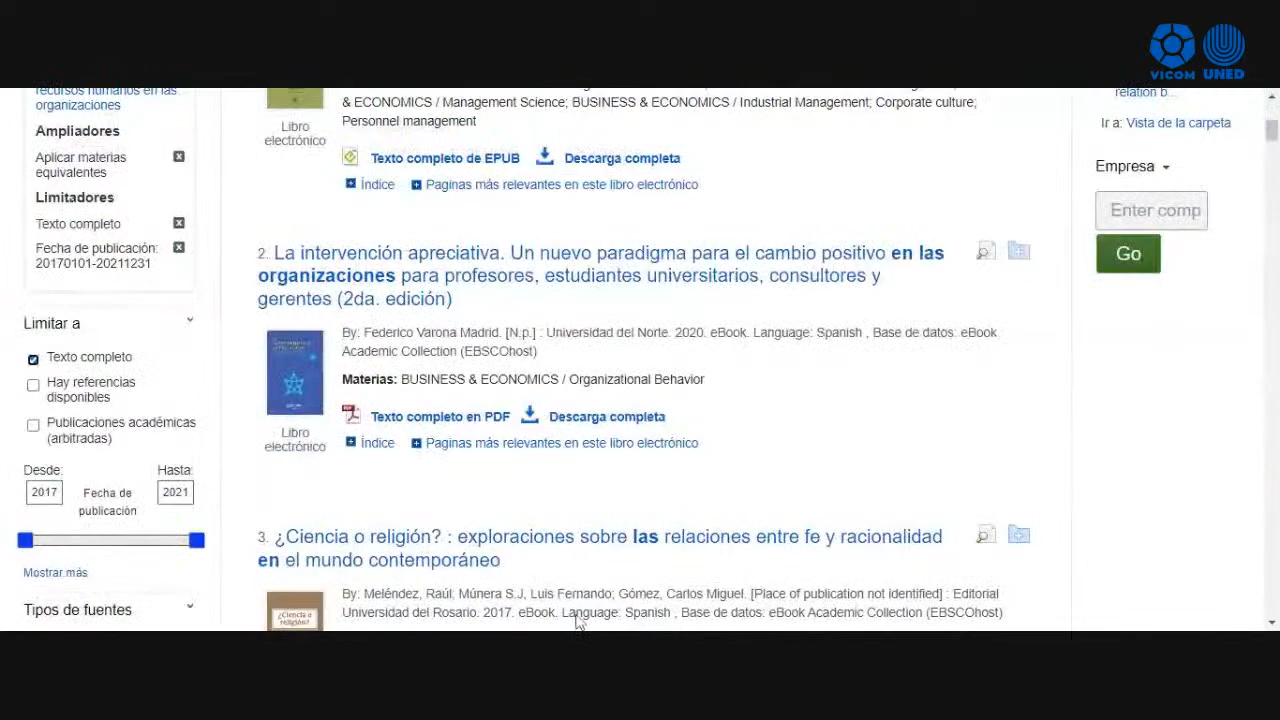 VICOM UNED
recursos humanos en las
organizaciones
Ampliadores
Aplicar materias
equivalentes
Limitadores
Texto completo
Fecha de publicación:
20170101-20211231
Limitar a
Texto completo
Hay referencias
disponibles
Publicaciones académicas
(arbitradas)
Desde:
Hasta:
2017
Fecha de
publicación
2021
Mostrar más
Tipos de fuentes
& ECONOMICS / Management Science; BUSINESS & ECONOMICS / Industrial Management; Corporate culture;
Personnel management
Libro
electrónico
Texto completo de EPUB
Descarga completa
Índice
Paginas más relevantes en este libro electrónico
2. La intervención apreciativa. Un nuevo paradigma para el cambio positivo en las
organizaciones para profesores, estudiantes universitarios, consultores y
gerentes (2da. edición)
By: Federico Varona Madrid. [N.p.] : Universidad del Norte. 2020. eBook. Language: Spanish , Base de datos: eBook
Academic Collection (EBSCOhost)
Materias: BUSINESS & ECONOMICS / Organizational Behavior
PDF
Texto completo en PDF
Descarga completa
Libro
electrónico
Índice
Paginas más relevantes en este libro electrónico
3. ¿Ciencia o religión? : exploraciones sobre las relaciones entre fe y racionalidad
en el mundo contemporáneo
By: Meléndez, Raúl; Múnera S.J, Luis Fernando; Gómez, Carlos Miguel. [Place of publication not identified] : Editorial
Universidad del Rosario. 2017. eBook. Language: Spanish , Base de datos: eBook Academic Collection (EBSCOhost)
¿Ciencia o
religión?
relation b...
Ir a: Vista de la carpeta
Empresa
Enter comp
Go